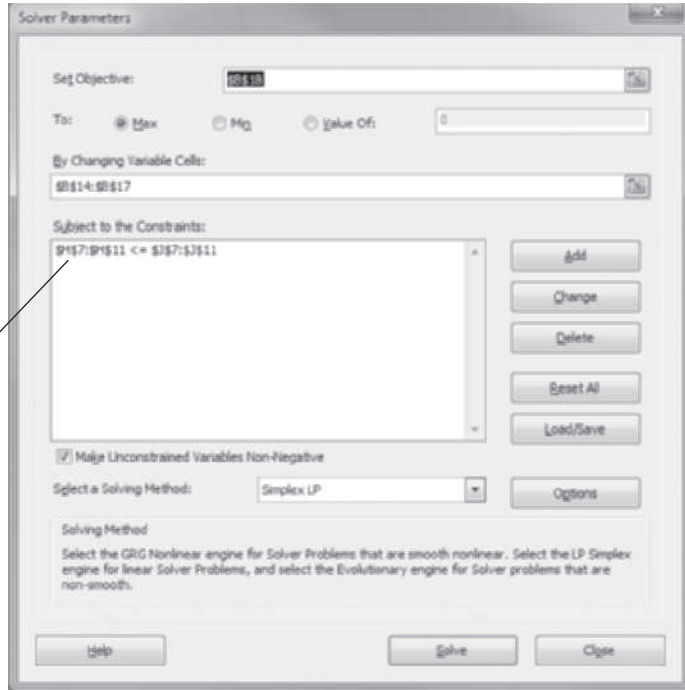 Solver Parameters
Set Objective: $B$18
To: Max Min Value Of: 0
By Changing Variable Cells:
$B$14:$B$17
Subject to the Constraints:
$H$7:$H$11 <= $J$7:$J$11
Add
Change
Delete
Reset All
Load/Save
Make Unconstrained Variables Non-Negative
Select a Solving Method: Simplex LP Options
Solving Method
Select the GRG Nonlinear engine for Solver Problems that are smooth nonlinear. Select the LP Simplex
engine for linear Solver Problems, and select the Evolutionary engine for Solver problems that are
non-smooth.
Help Solve Close